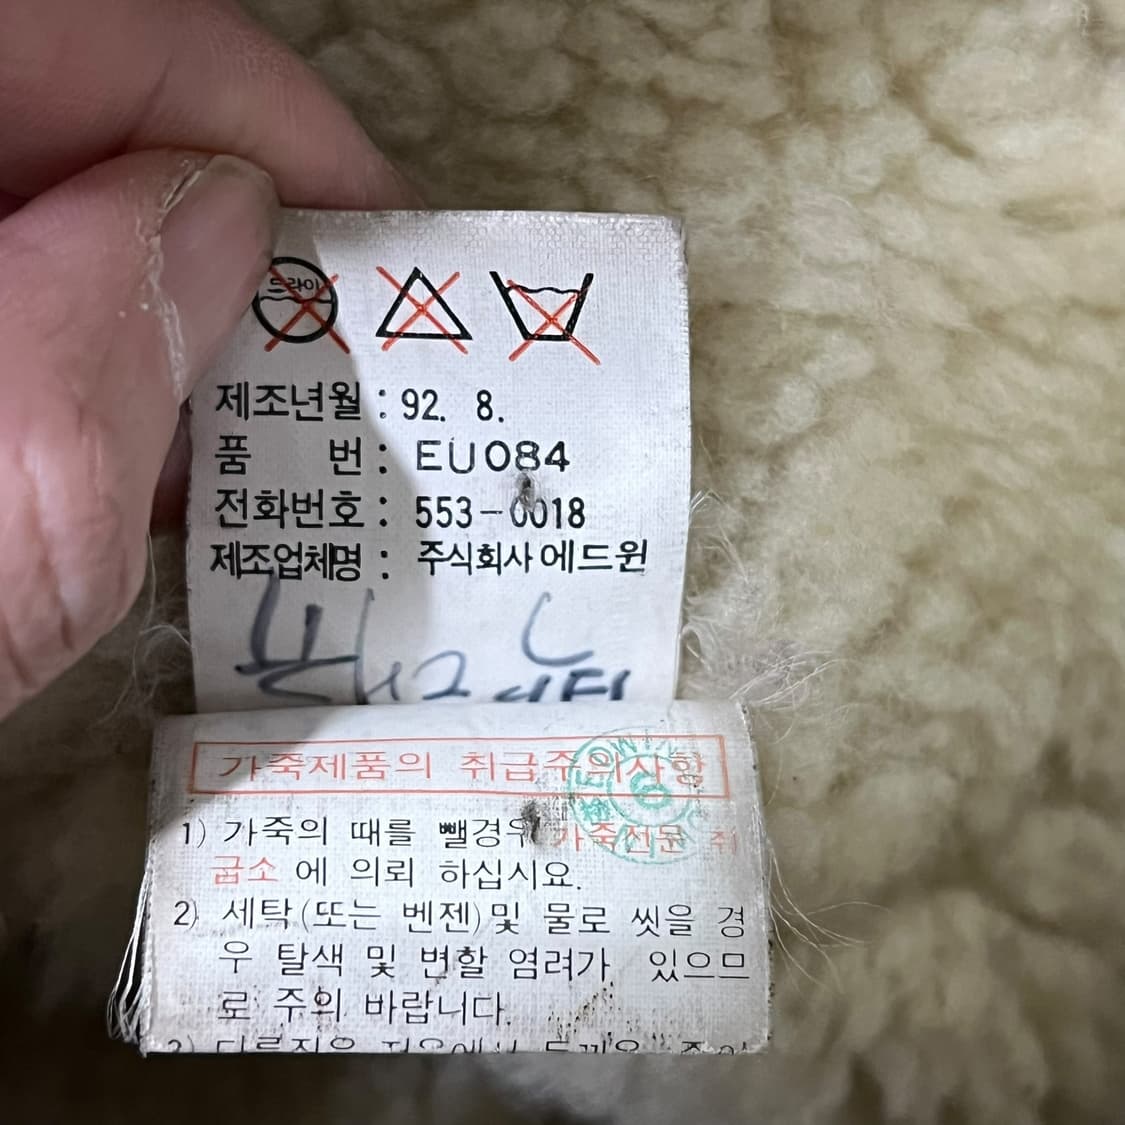 드라이
제조년월 : 92. 8.
품 번 : EU084
전화번호 : 553-0018
제조업체명 : 주식회사 에드윈
가죽제품의 취급주의사항
1) 가죽의 때를 뺄경우 가죽전문 취
굽소 에 의뢰 하십시요.
2) 세탁(또는 벤젠)및 물로 씻을 경
우 탈색 및 변할 염려가 있으므
로 주의 바랍니다.